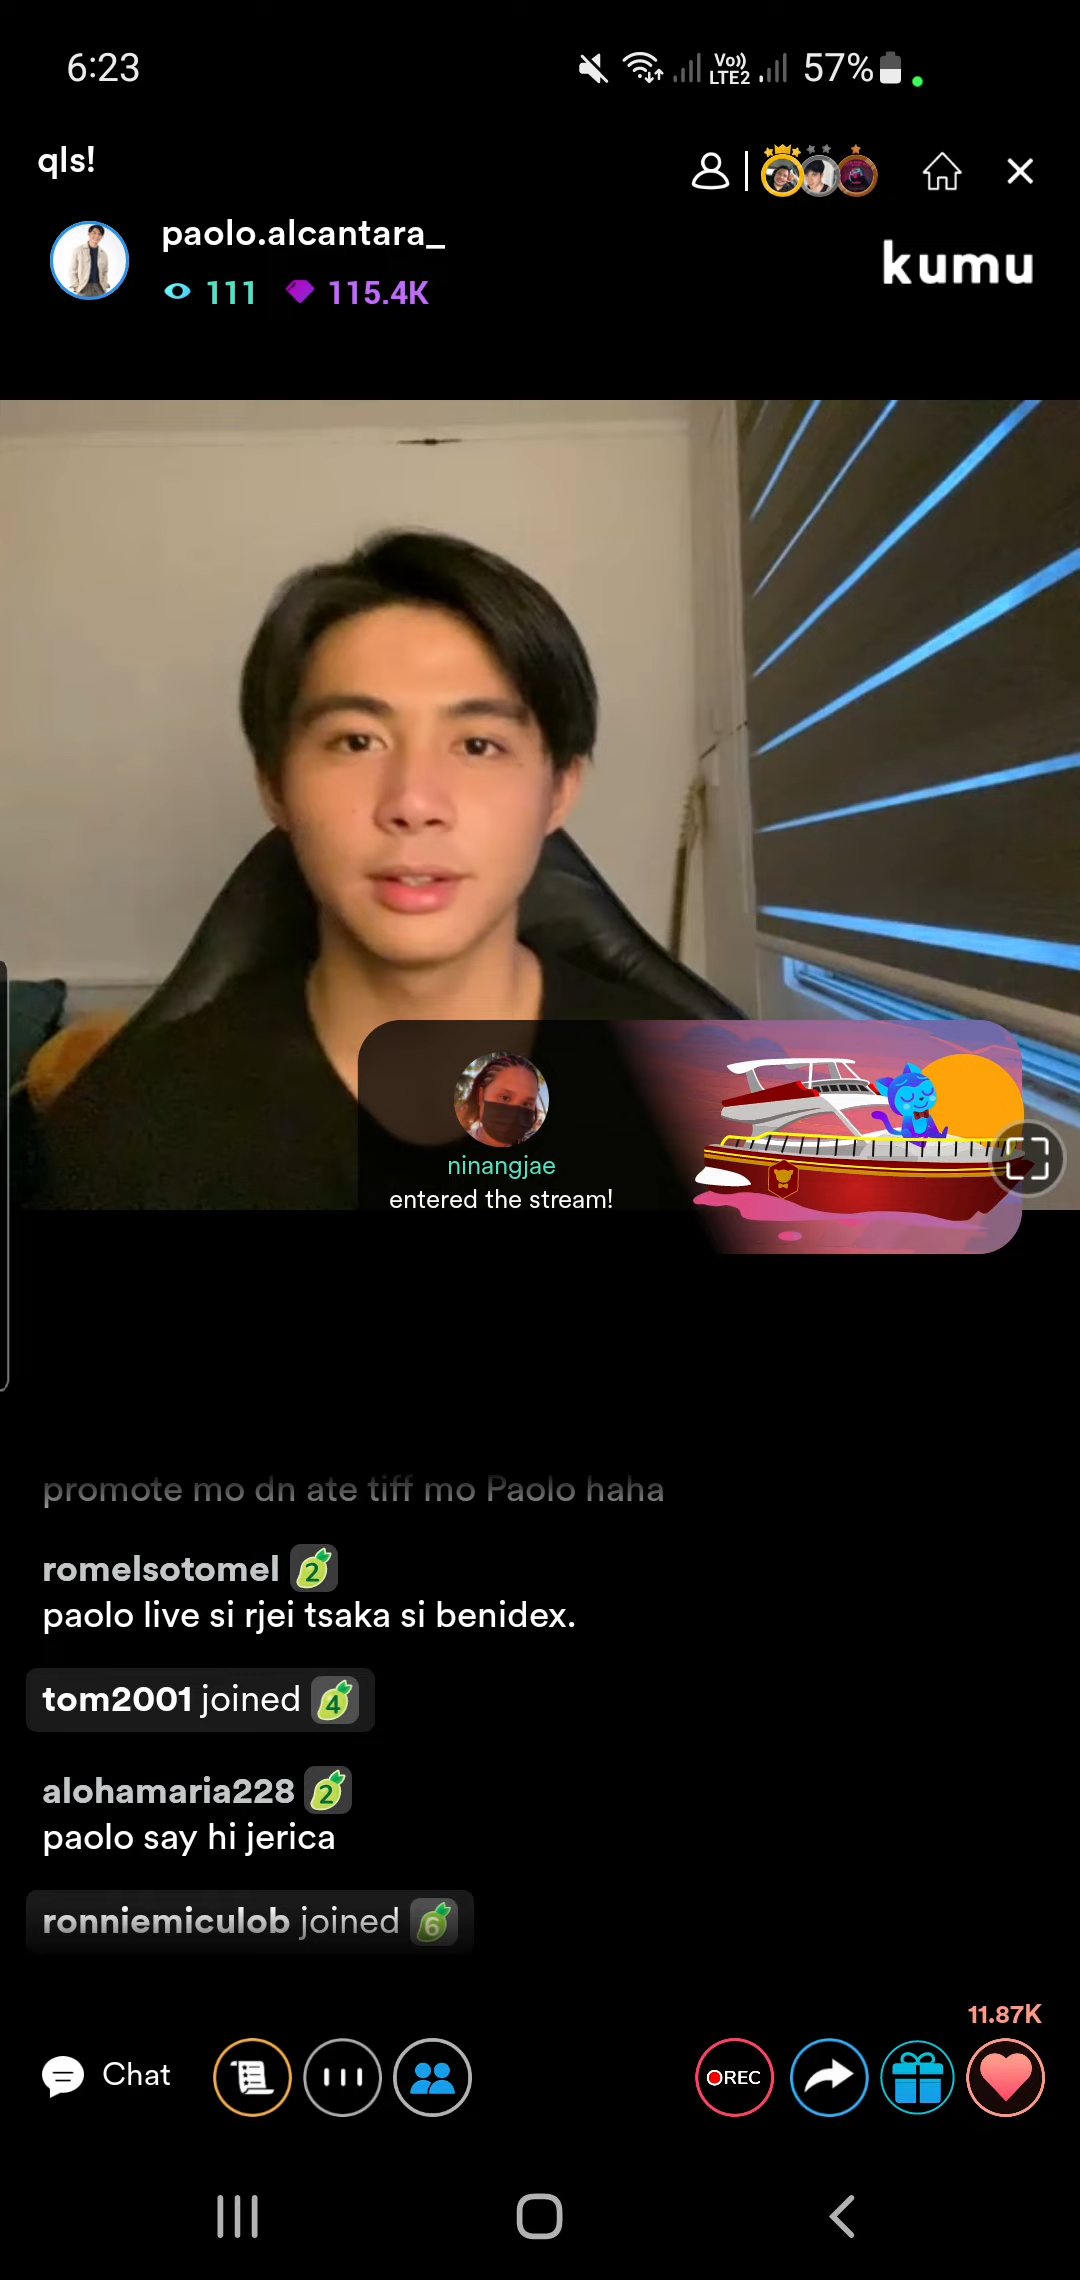 6:23
Vo))
LTE2
57%
qls!
paolo.alcantara_
111
115.4K
kumu
ninangjae
entered the stream!
promote mo dn ate tiff mo Paolo haha
romelsotomel 2
paolo live si rjei tsaka si benidex.
tom2001 joined 4
alohamaria228 2
paolo say hi jerica
ronniemiculob joined 6
11.87K
Chat
REC